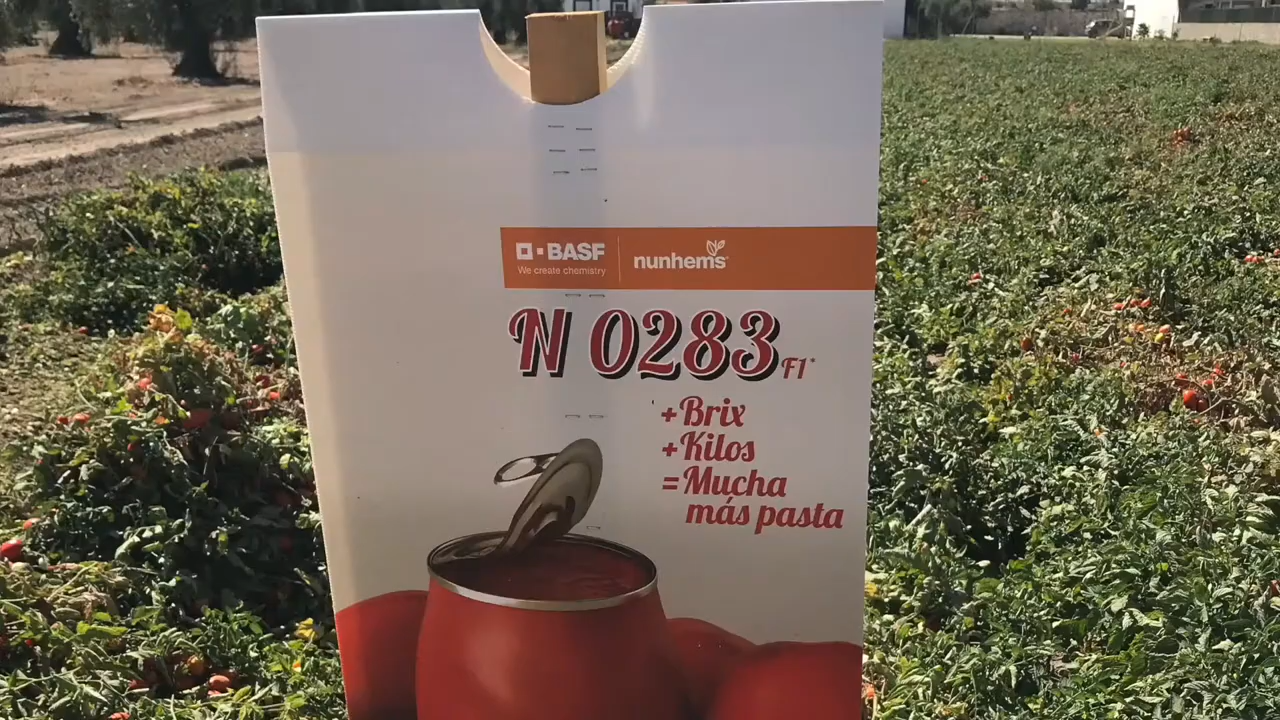 BASF
We create chemistry
nunhems®
N 0283 F1*
+Brix
+Kilos
=Mucha
más pasta